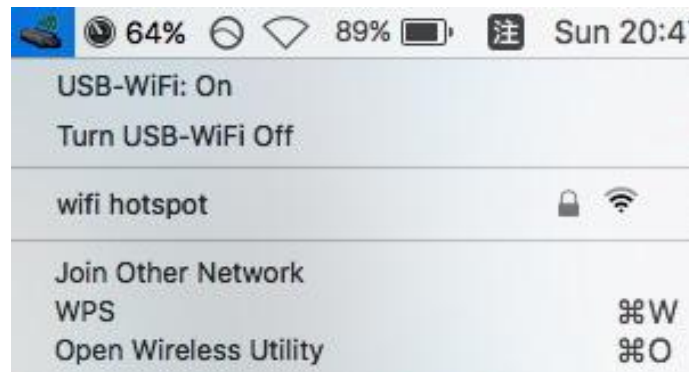 64% 89% 注 Sun 20:4
USB-WiFi: On
Turn USB-WiFi Off
wifi hotspot
Join Other Network
WPS ⌘W
Open Wireless Utility ⌘O